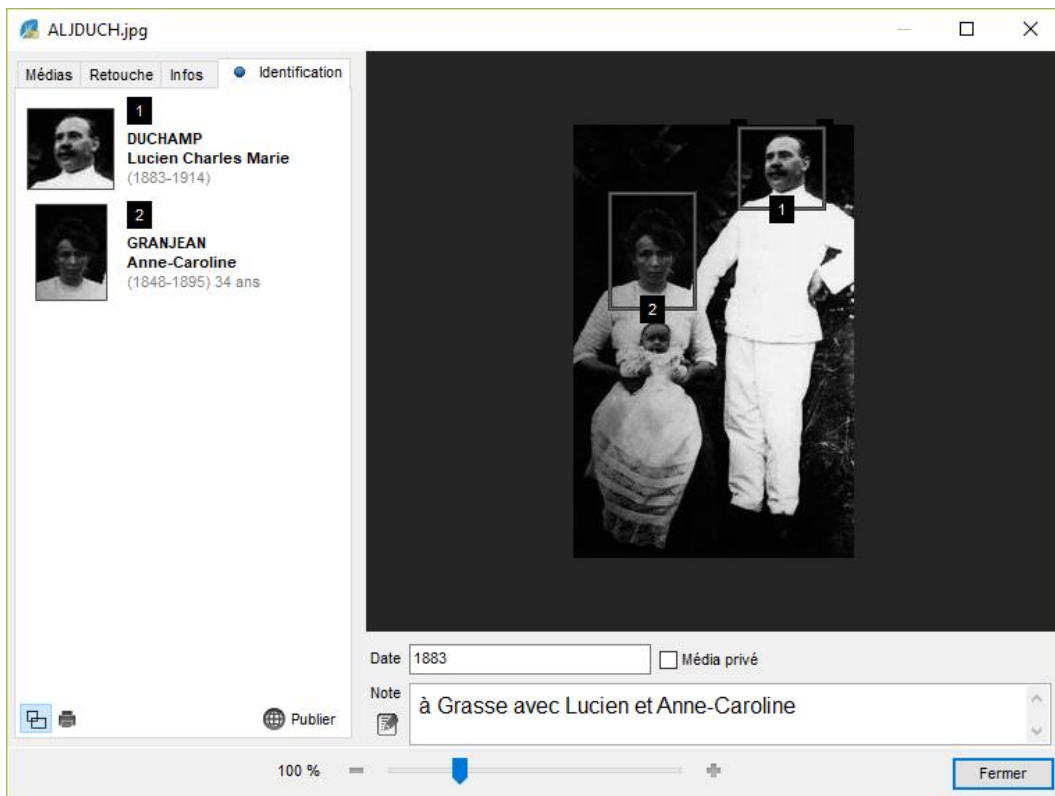 ALJDUCH.jpg
Médias Retouche Infos Identification
1
DUCHAMP
Lucien Charles Marie
(1883-1914)
2
GRANJEAN
Anne-Caroline
(1848-1895) 34 ans
1
2
Date 1883 Média privé
Note à Grasse avec Lucien et Anne-Caroline
Publier
100 %
Fermer